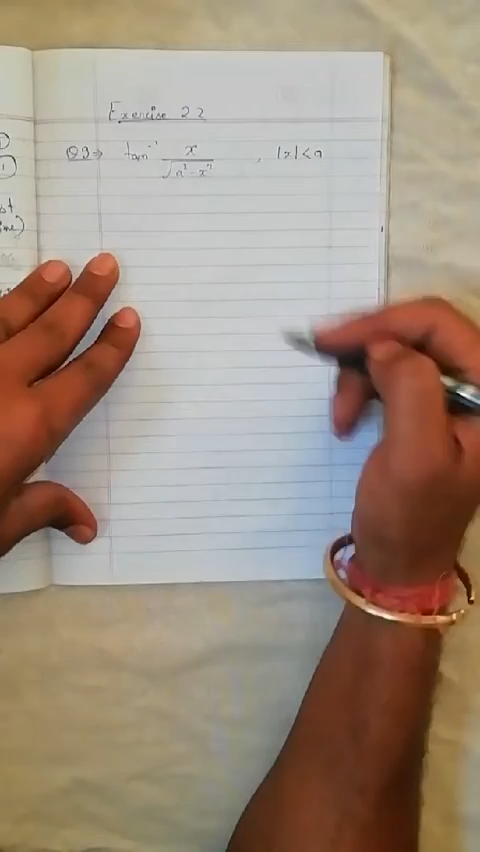 Exercise 2.2
Q9⇒ tan⁻¹ x/√(a² - x²) , |x| < a